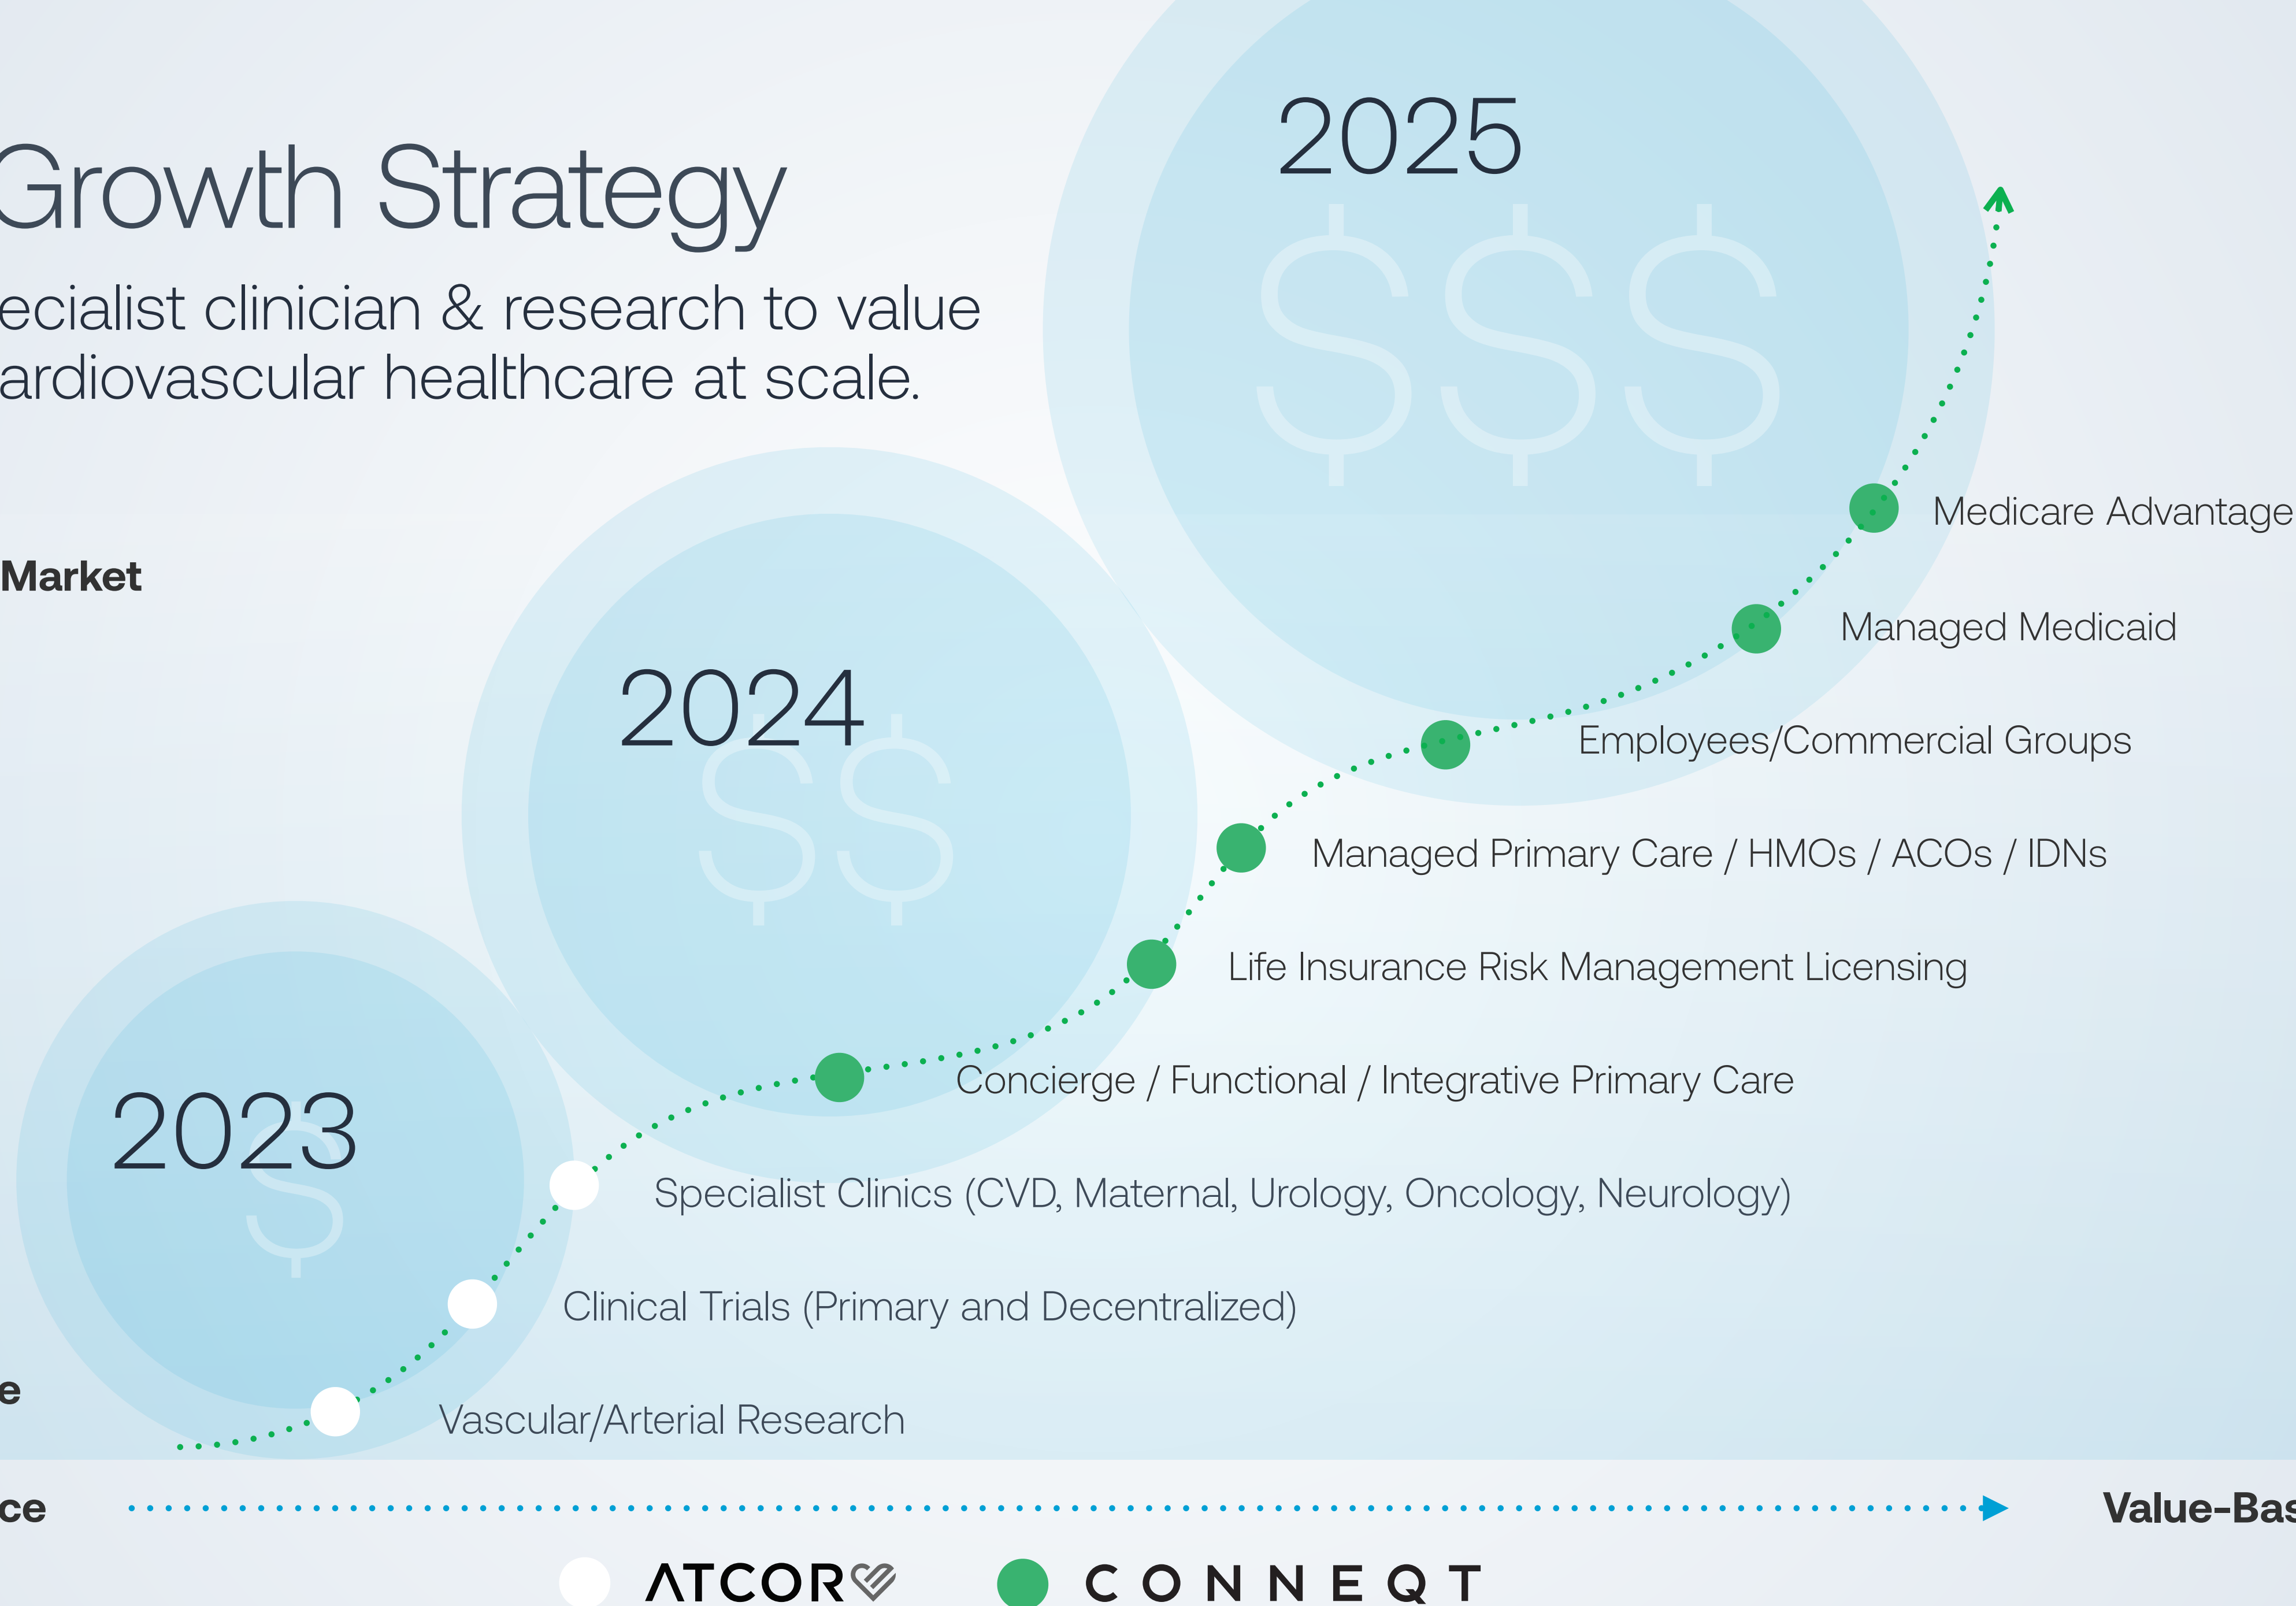 2025
Growth Strategy
ecialist clinician & research to value
ardiovascular healthcare at scale.
$$$
Medicare Advantage
Market
Managed Medicaid
2024
$$
Employees/Commercial Groups
Managed Primary Care / HMOs / ACOs / IDNs
Life Insurance Risk Management Licensing
Concierge / Functional / Integrative Primary Care
2023
$
Specialist Clinics (CVD, Maternal, Urology, Oncology, Neurology)
Clinical Trials (Primary and Decentralized)
e
Vascular/Arterial Research
ce
Value-Bas
ATCOR
CONNEQT